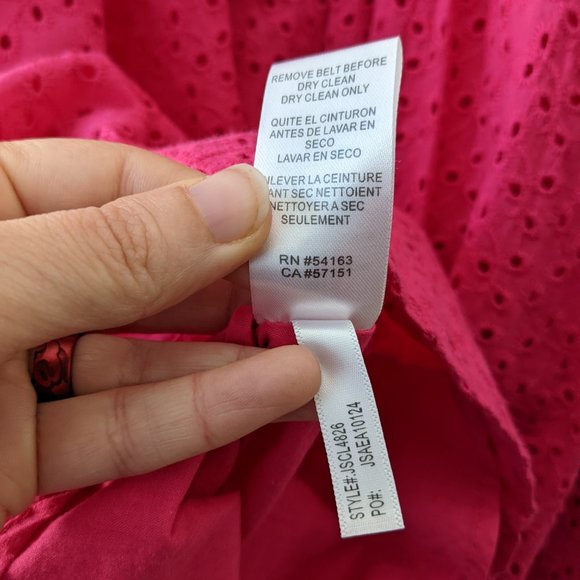 REMOVE BELT BEFORE
DRY CLEAN
DRY CLEAN ONLY
QUITE EL CINTURON
ANTES DE LAVAR EN
SECO
LAVAR EN SECO
LA CEINTURE
SEC NETTOIENT
NETTOYER A SEC
SEULEMENT
RN #54163
CA #57151
STYLE#:JSCL4826
PO#: JSAEA10124